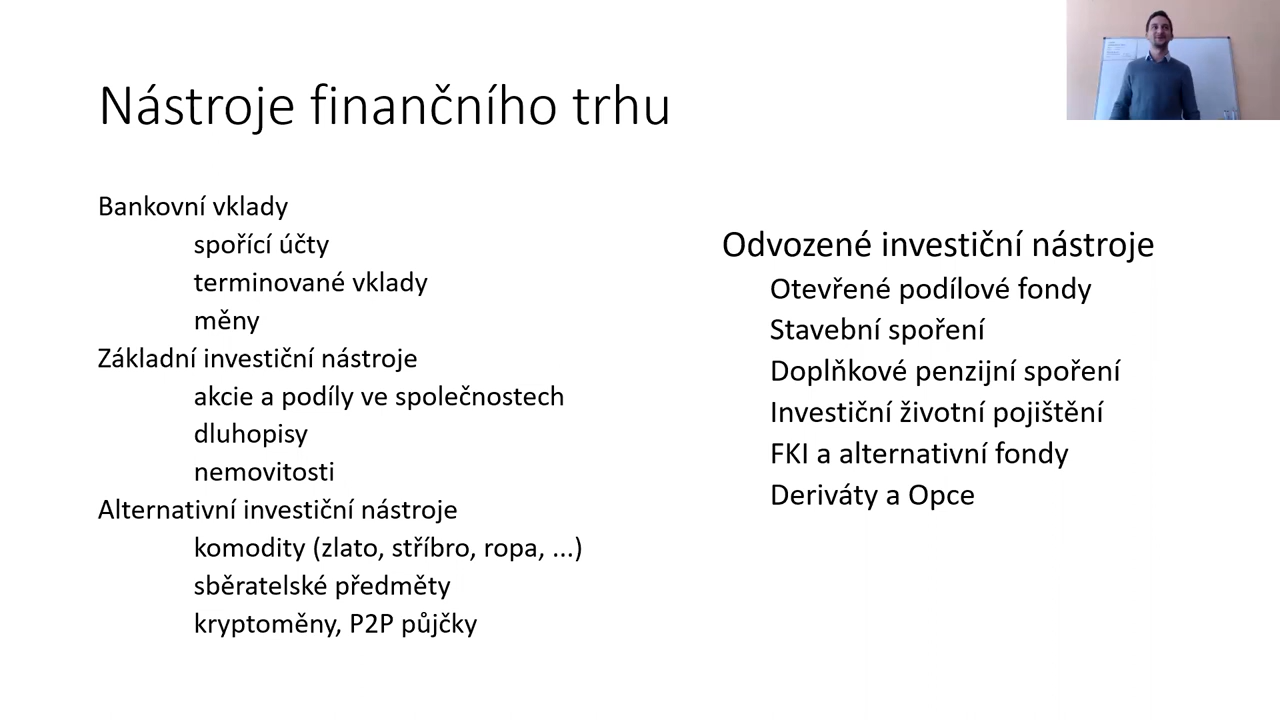 Nástroje finančního trhu
Bankovní vklady
spořící účty
terminované vklady
měny
Základní investiční nástroje
akcie a podíly ve společnostech
dluhopisy
nemovitosti
Alternativní investiční nástroje
komodity (zlato, stříbro, ropa, ...)
sběratelské předměty
kryptoměny, P2P půjčky
Odvozené investiční nástroje
Otevřené podílové fondy
Stavební spoření
Doplňkové penzijní spoření
Investiční životní pojištění
FKI a alternativní fondy
Deriváty a Opce